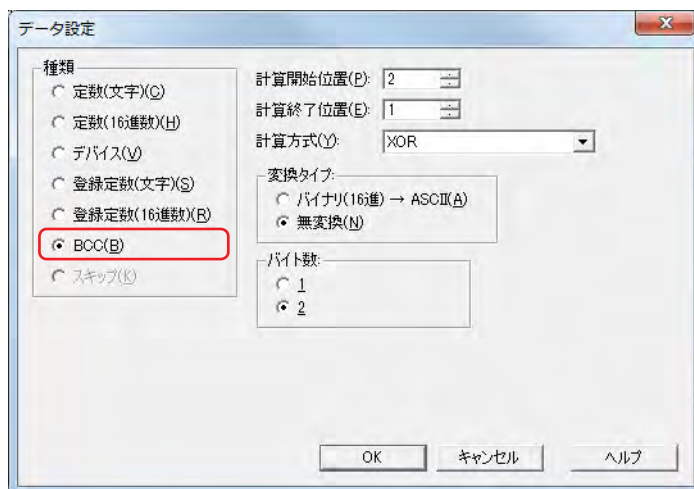 データ設定
種類
定数(文字)(C)
定数(16進数)(H)
デバイス(V)
登録定数(文字)(S)
登録定数(16進数)(R)
BCC(B)
スキップ(K)
計算開始位置(P): 2
計算終了位置(E): 1
計算方式(Y): XOR
変換タイプ:
バイナリ(16進) → ASCII(A)
無変換(N)
バイト数:
1
2
OK キャンセル ヘルプ